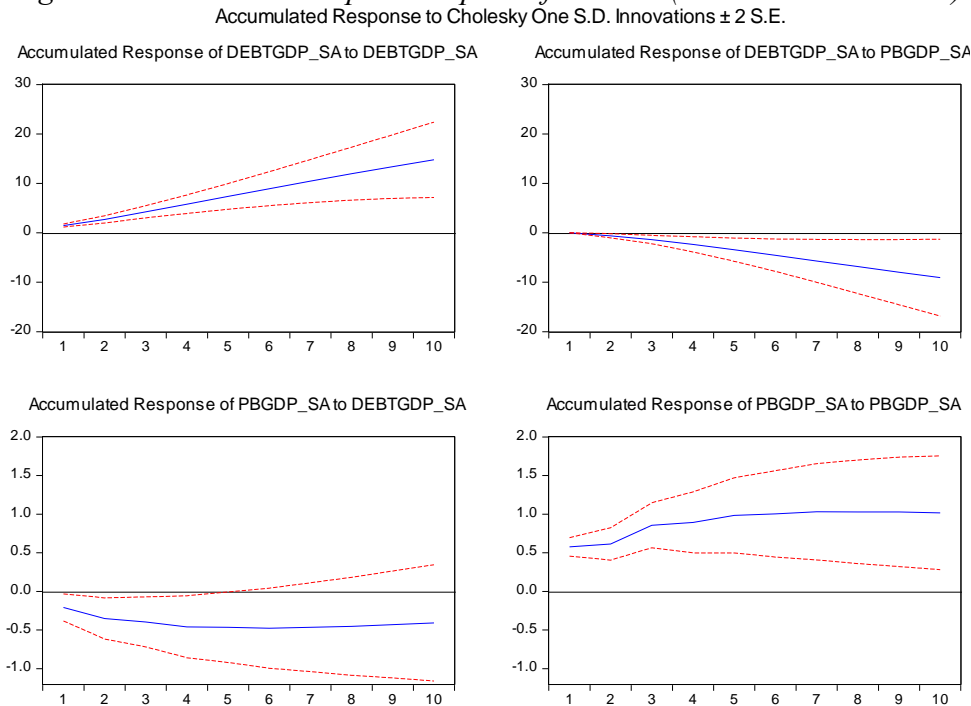 Accumulated Response to Cholesky One S.D. Innovations ± 2 S.E.
Accumulated Response of DEBTGDP_SA to DEBTGDP_SA
30
20
10
0
-10
-20
1 2 3 4 5 6 7 8 9 10
Accumulated Response of DEBTGDP_SA to PBGDP_SA
30
20
10
0
-10
-20
1 2 3 4 5 6 7 8 9 10
Accumulated Response of PBGDP_SA to DEBTGDP_SA
2.0
1.5
1.0
0.5
0.0
-0.5
-1.0
1 2 3 4 5 6 7 8 9 10
Accumulated Response of PBGDP_SA to PBGDP_SA
2.0
1.5
1.0
0.5
0.0
-0.5
-1.0
1 2 3 4 5 6 7 8 9 10